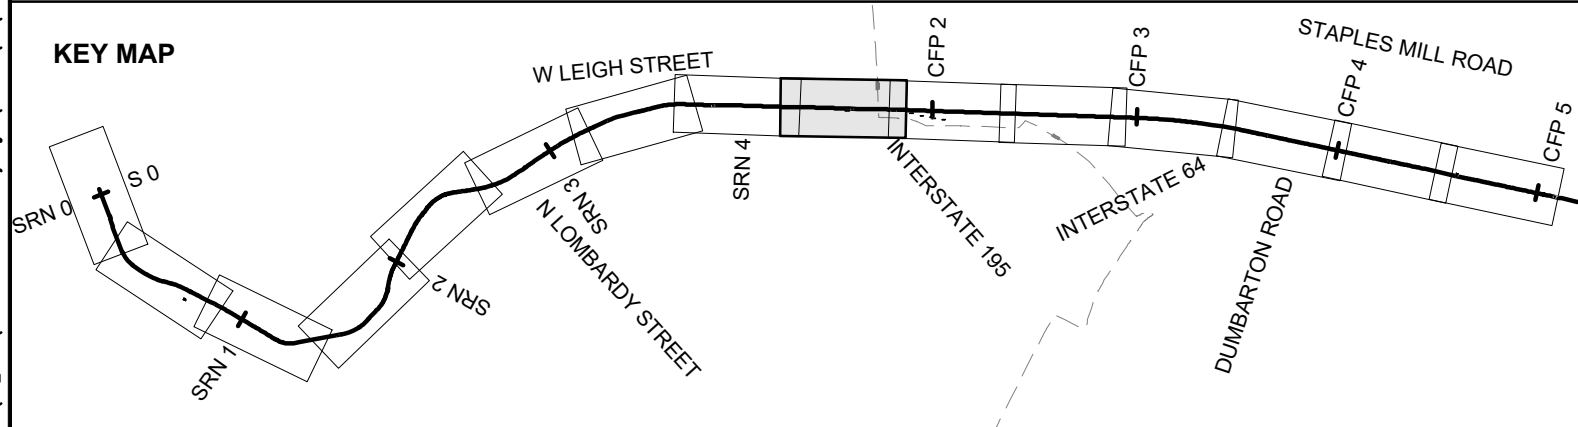 KEY MAP
W LEIGH STREET
CFP 2
CFP 3
STAPLES MILL ROAD
CFP 4
CFP 5
S 0
SRN 0
SRN 1
SRN 2
SRN 3
N LOMBARDY STREET
SRN 4
INTERSTATE 195
INTERSTATE 64
DUMBARTON ROAD